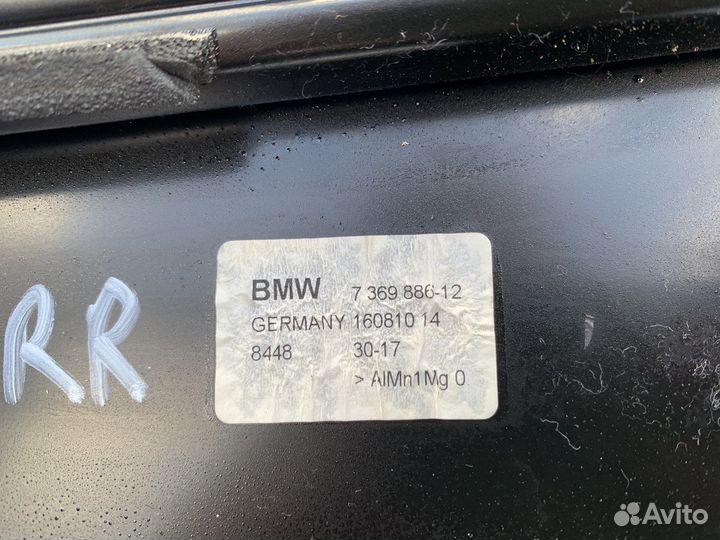 BMW 7 369 886-12
GERMANY 160810 14
8448 30-17
> AlMn1Mg 0
RR
Avito